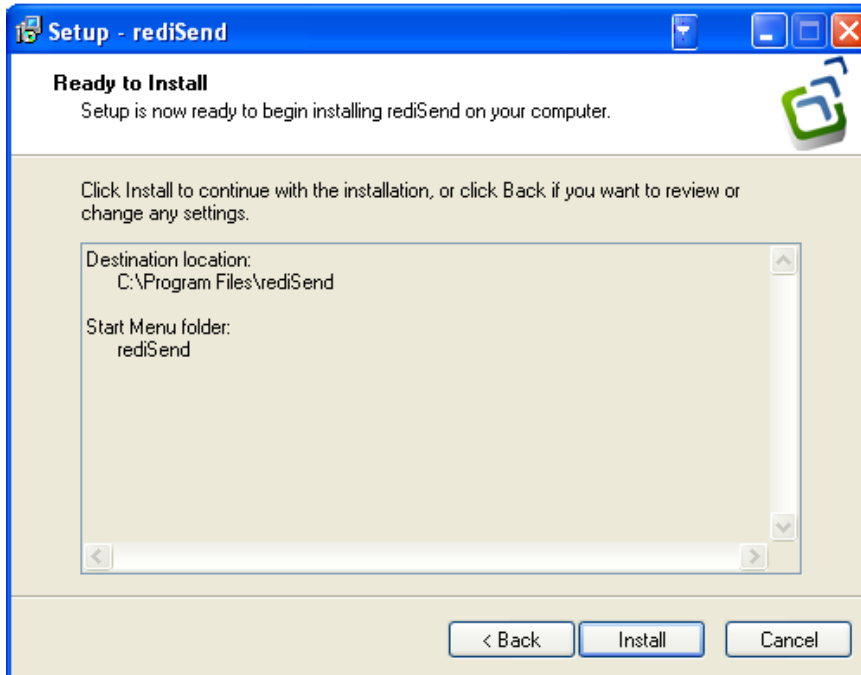 Setup - rediSend
Ready to Install
Setup is now ready to begin installing rediSend on your computer.
Click Install to continue with the installation, or click Back if you want to review or
change any settings.
Destination location:
C:\Program Files\rediSend
Start Menu folder:
rediSend
< Back
Install
Cancel